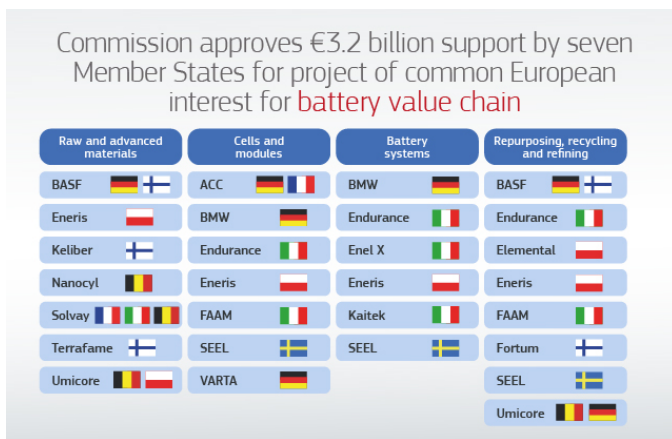 Commission approves €3.2 billion support by seven
Member States for project of common European
interest for battery value chain
Raw and advanced
materials
BASF
Eneris
Keliber
Nanocyl
Solvay
Terrafame
Umicore
Cells and
modules
ACC
BMW
Endurance
Eneris
FAAM
SEEL
VARTA
Battery
systems
BMW
Endurance
Enel X
Eneris
Kaitek
SEEL
Repurposing, recycling
and refining
BASF
Endurance
Elemental
Eneris
FAAM
Fortum
SEEL
Umicore